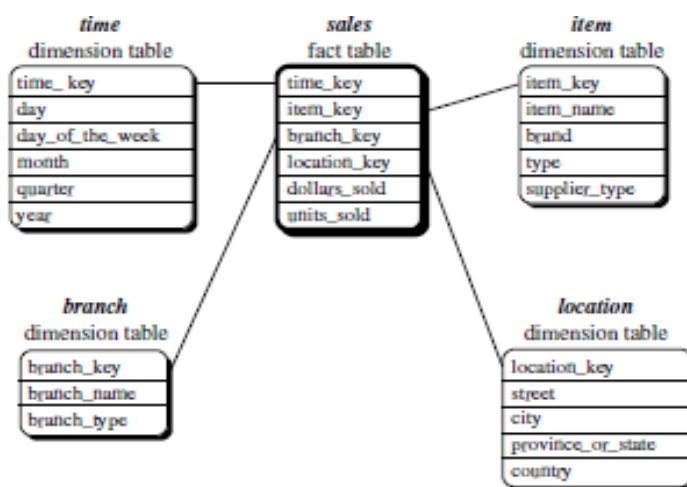 time
dimension table
time_ key
day
day_of_the_week
month
quarter
year
sales
fact table
time_key
item_key
branch_key
location_key
dollars_sold
units_sold
item
dimension table
item_key
item_name
brand
type
supplier_type
branch
dimension table
branch_key
branch_name
branch_type
location
dimension table
location_key
street
city
province_or_state
country